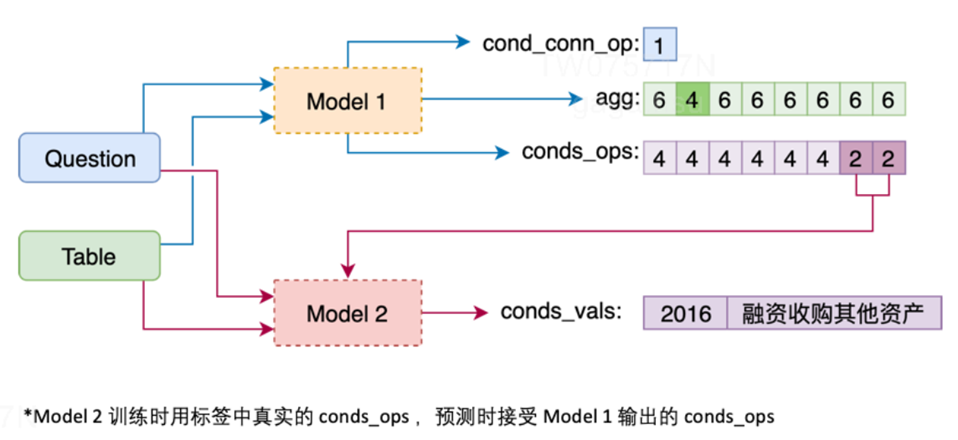 cond_conn_op: 1
Model 1
agg: 6 4 6 6 6 6 6 6
Question
conds_ops: 4 4 4 4 4 4 2 2
Table
Model 2
conds_vals: 2016 融资收购其他资产
*Model 2 训练时用标签中真实的 conds_ops ，预测时接受 Model 1 输出的 conds_ops